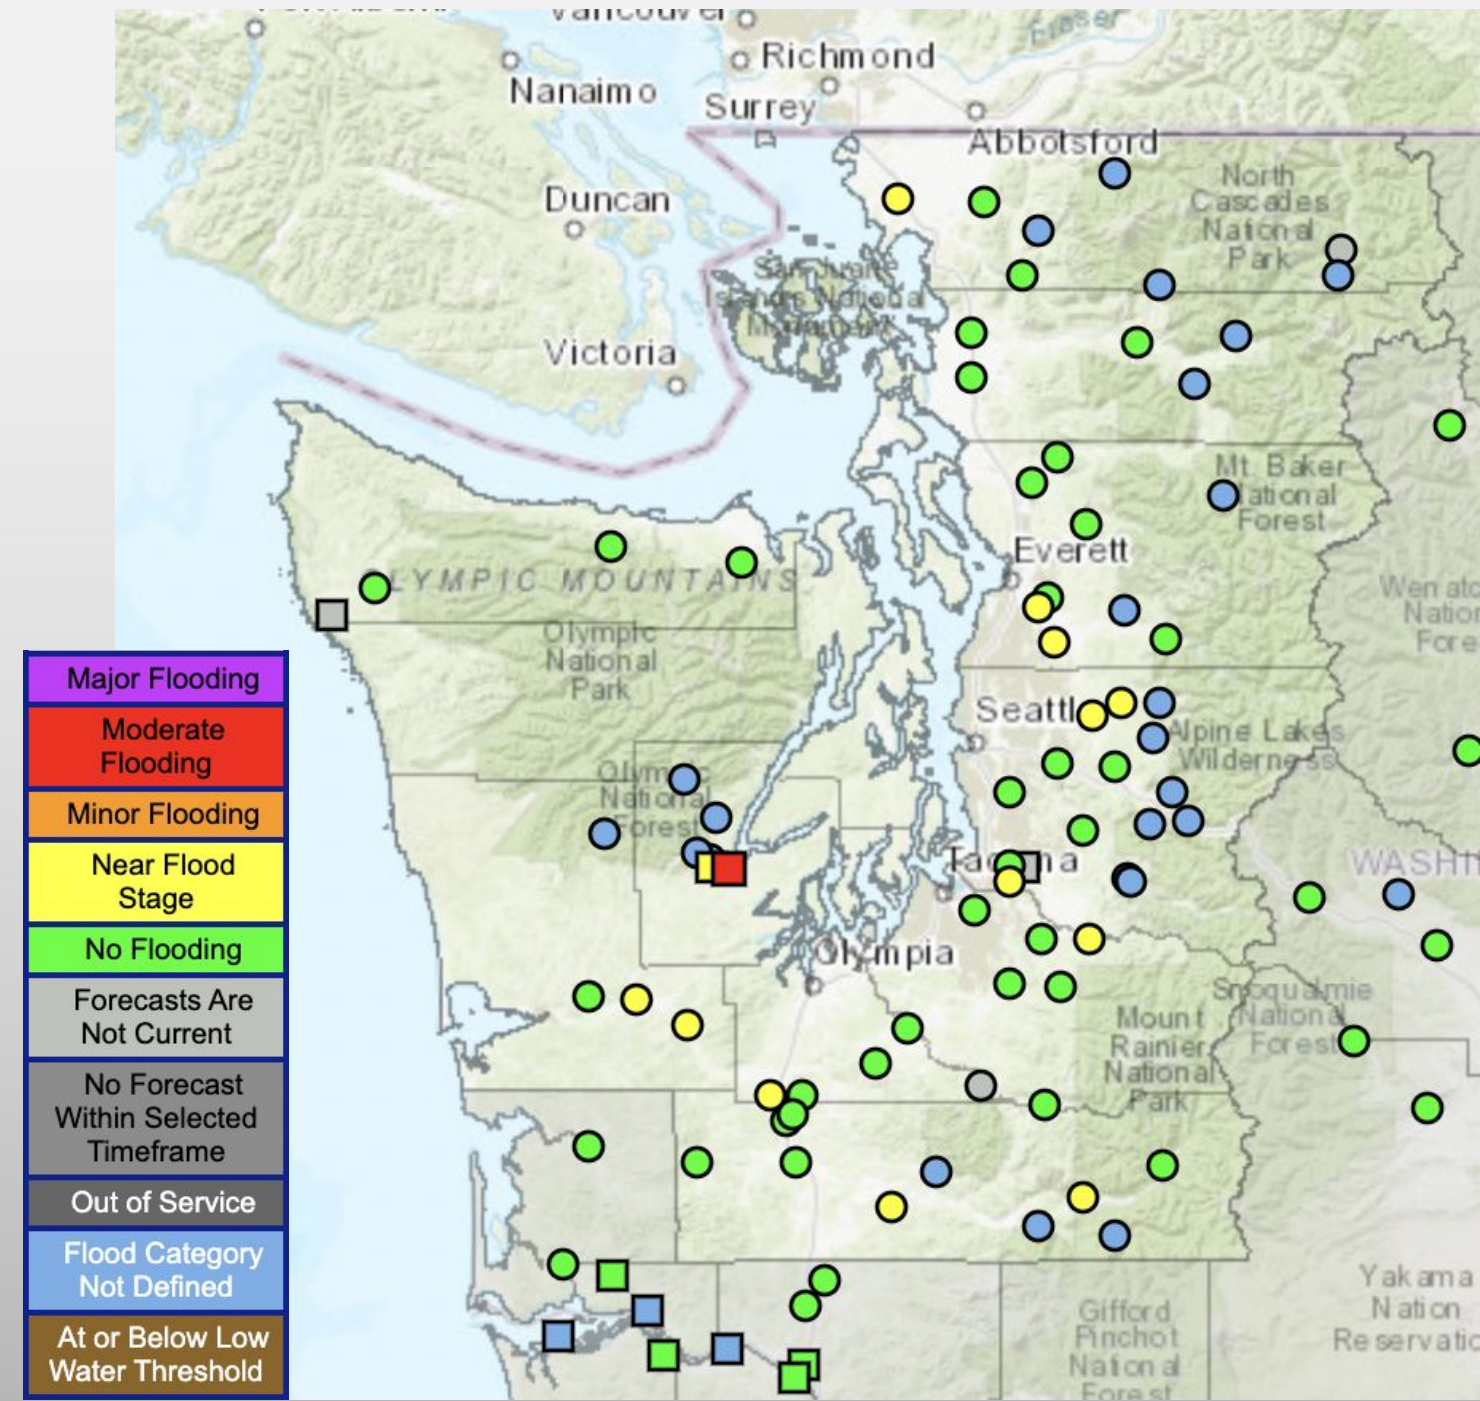 Richmond
Nanaimo
Surrey
Abbotsford
North
Cascades
National
Park
Duncan
Victoria
Mt. Baker
National
Forest
Everett
OLYMPIC MOUNTAINS
Olympic
National
Park
Major Flooding
Moderate
Flooding
Minor Flooding
Near Flood
Stage
No Flooding
Forecasts Are
Not Current
No Forecast
Within Selected
Timeframe
Out of Service
Flood Category
Not Defined
At or Below Low
Water Threshold
Seattl
Alpine Lakes
Wilderness
Olympic
National
Forest
Tacoma
WASHI
Olympia
Snoqualmie
National
Forest
Mount
Rainier
National
Park
Yakama
Nation
Reservatio
Gifford
Pinchot
National
Forest